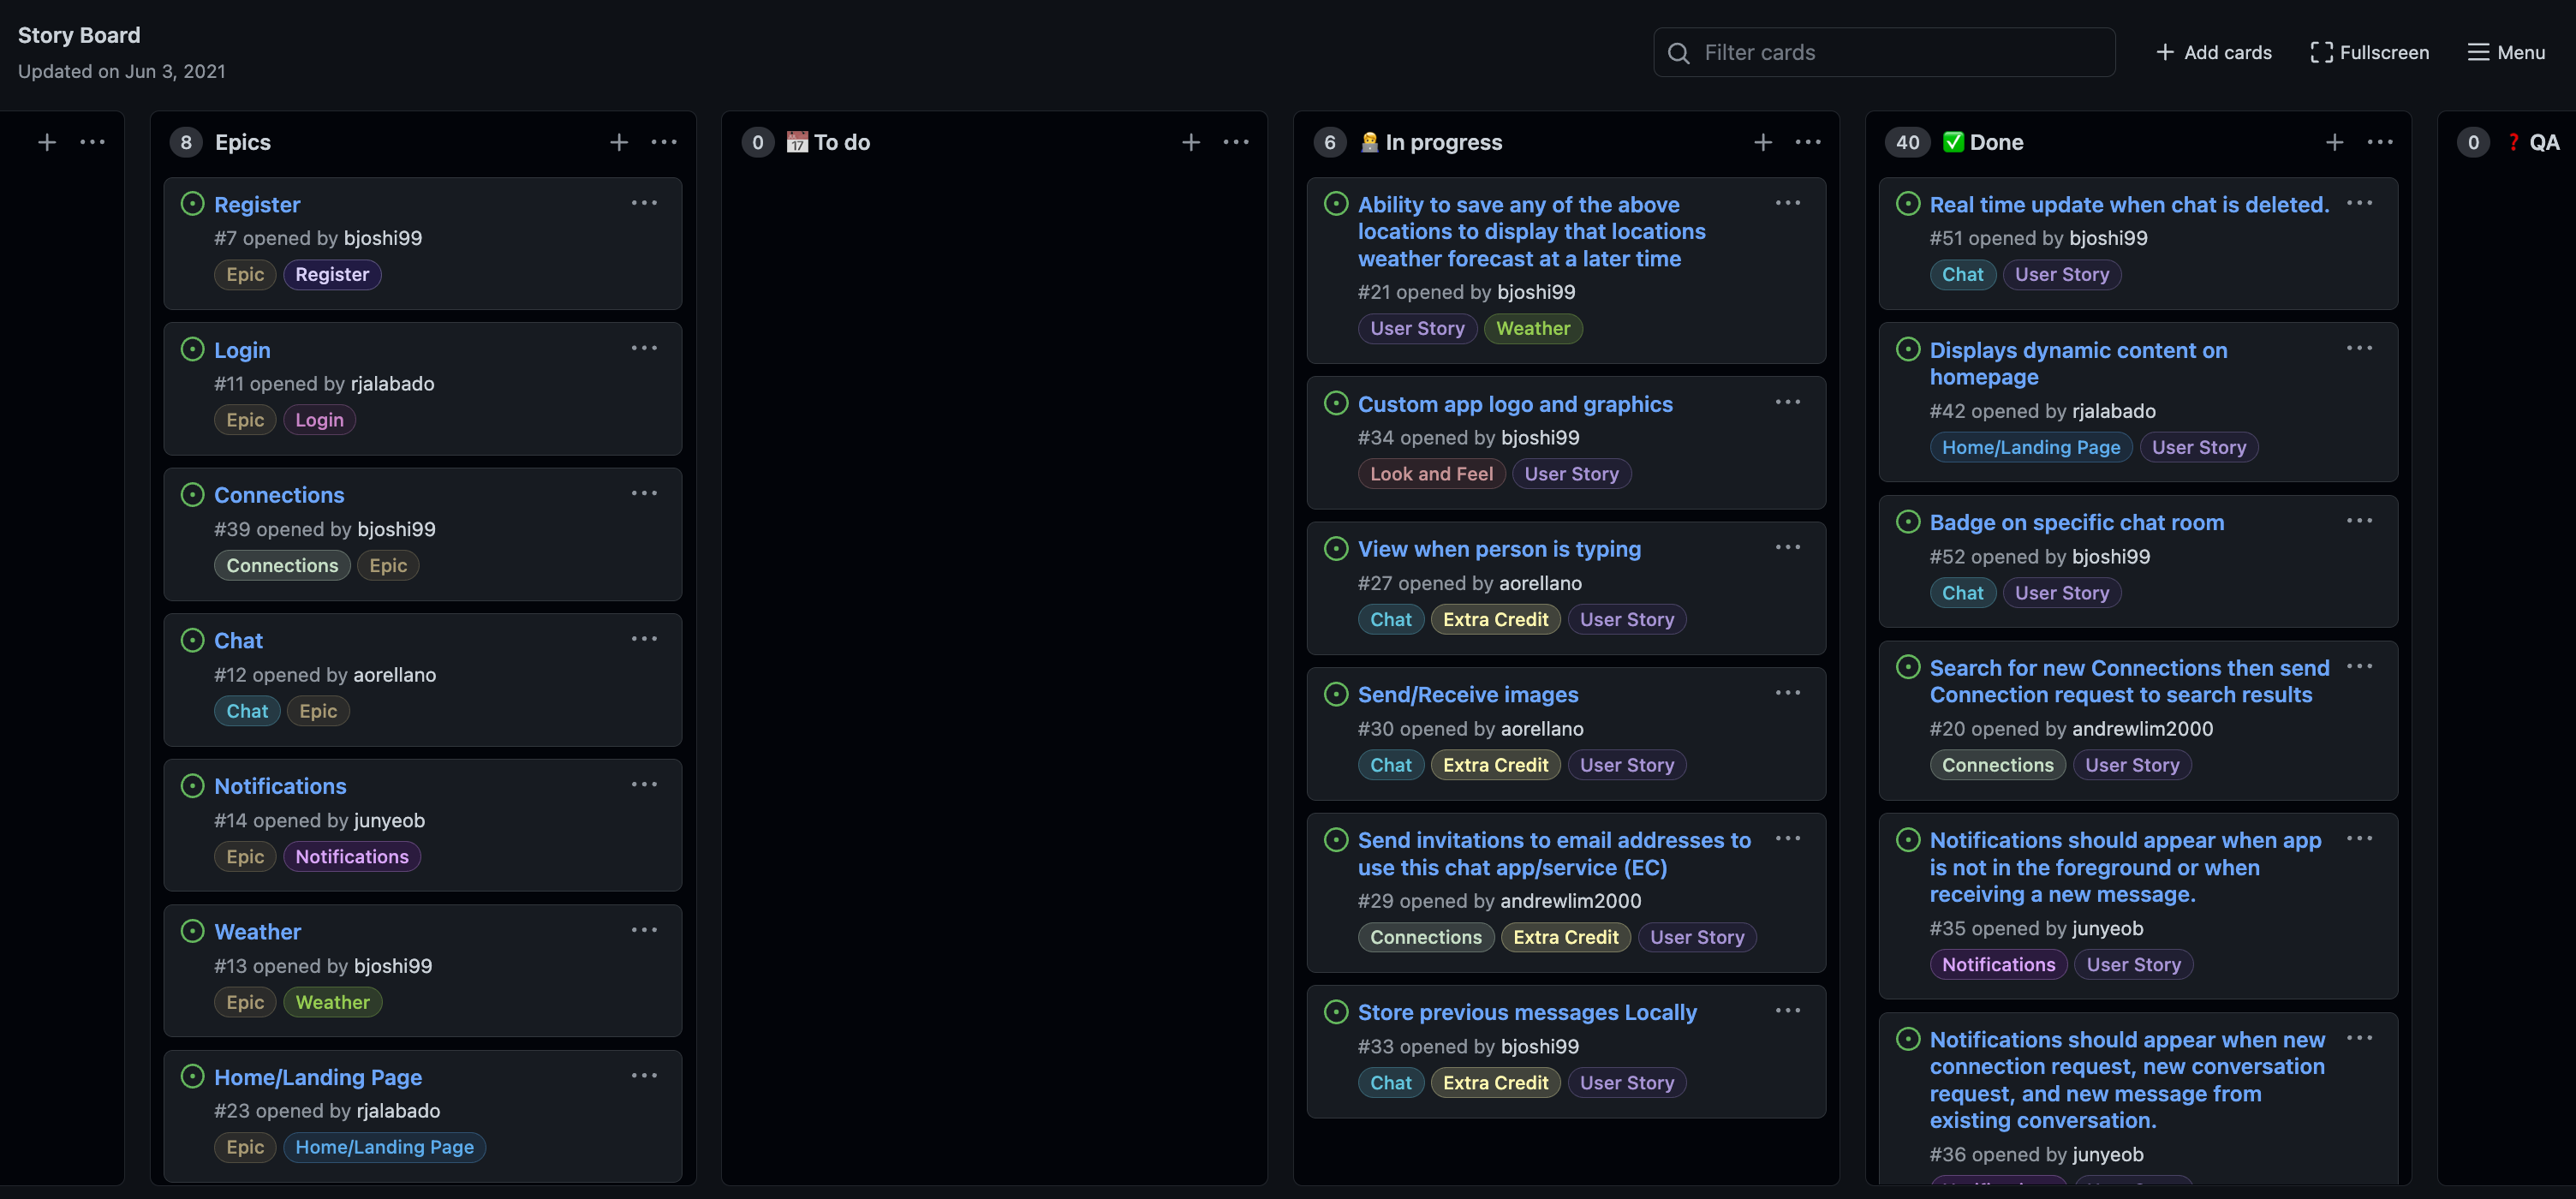 Story Board
Updated on Jun 3, 2021
Filter cards
Add cards
Fullscreen
Menu
8 Epics
Register
#7 opened by bjoshi99
Epic Register
Login
#11 opened by rjalabado
Epic Login
Connections
#39 opened by bjoshi99
Connections Epic
Chat
#12 opened by aorellano
Chat Epic
Notifications
#14 opened by junyeob
Epic Notifications
Weather
#13 opened by bjoshi99
Epic Weather
Home/Landing Page
#23 opened by rjalabado
Epic Home/Landing Page
0 📅 To do
6 🧑‍💻 In progress
Ability to save any of the above
locations to display that locations
weather forecast at a later time
#21 opened by bjoshi99
User Story Weather
Custom app logo and graphics
#34 opened by bjoshi99
Look and Feel User Story
View when person is typing
#27 opened by aorellano
Chat Extra Credit User Story
Send/Receive images
#30 opened by aorellano
Chat Extra Credit User Story
Send invitations to email addresses to
use this chat app/service (EC)
#29 opened by andrewlim2000
Connections Extra Credit User Story
Store previous messages Locally
#33 opened by bjoshi99
Chat Extra Credit User Story
40 ✅ Done
Real time update when chat is deleted.
#51 opened by bjoshi99
Chat User Story
Displays dynamic content on
homepage
#42 opened by rjalabado
Home/Landing Page User Story
Badge on specific chat room
#52 opened by bjoshi99
Chat User Story
Search for new Connections then send
Connection request to search results
#20 opened by andrewlim2000
Connections User Story
Notifications should appear when app
is not in the foreground or when
receiving a new message.
#35 opened by junyeob
Notifications User Story
Notifications should appear when new
connection request, new conversation
request, and new message from
existing conversation.
#36 opened by junyeob
0 ❓ QA